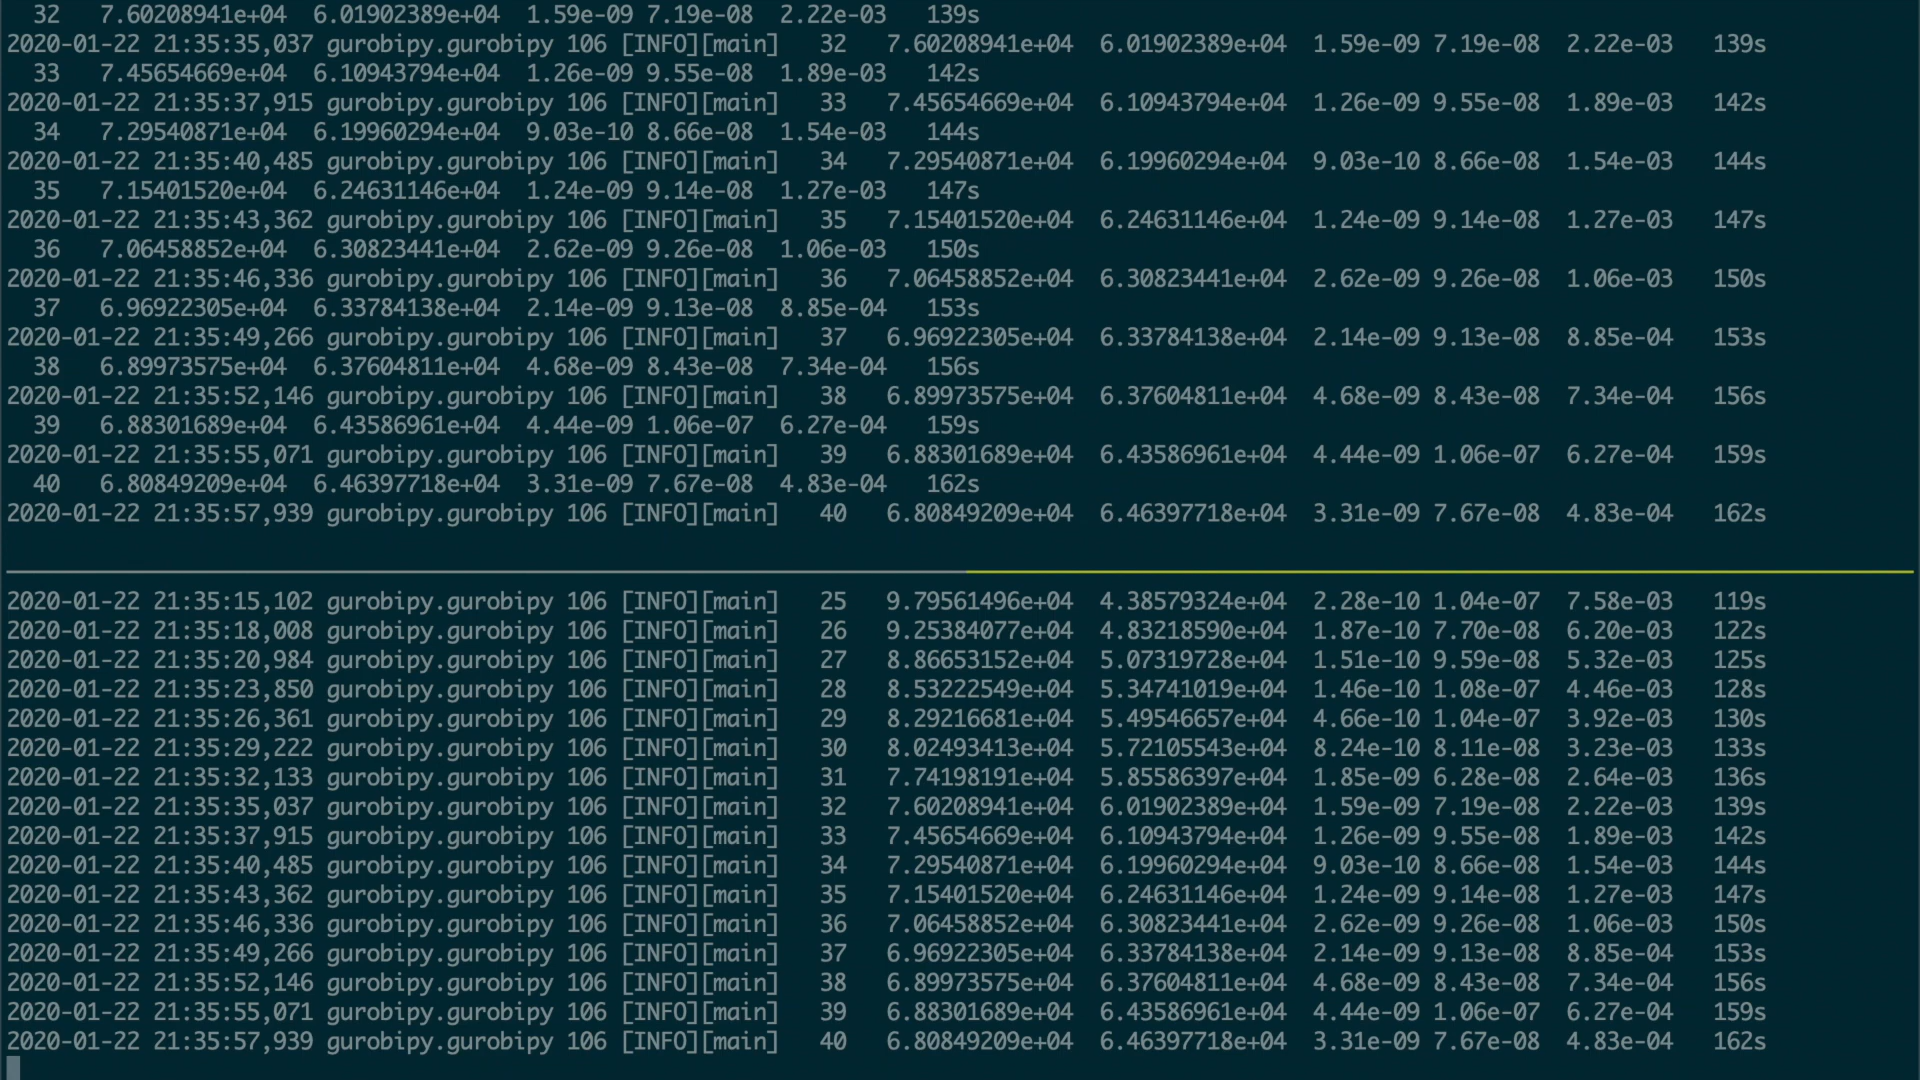 32   7.60208941e+04  6.01902389e+04  1.59e-09 7.19e-08  2.22e-03   139s
2020-01-22 21:35:35,037 gurobipy.gurobipy 106 [INFO][main]   32   7.60208941e+04  6.01902389e+04  1.59e-09 7.19e-08  2.22e-03   139s
33   7.45654669e+04  6.10943794e+04  1.26e-09 9.55e-08  1.89e-03   142s
2020-01-22 21:35:37,915 gurobipy.gurobipy 106 [INFO][main]   33   7.45654669e+04  6.10943794e+04  1.26e-09 9.55e-08  1.89e-03   142s
34   7.29540871e+04  6.19960294e+04  9.03e-10 8.66e-08  1.54e-03   144s
2020-01-22 21:35:40,485 gurobipy.gurobipy 106 [INFO][main]   34   7.29540871e+04  6.19960294e+04  9.03e-10 8.66e-08  1.54e-03   144s
35   7.15401520e+04  6.24631146e+04  1.24e-09 9.14e-08  1.27e-03   147s
2020-01-22 21:35:43,362 gurobipy.gurobipy 106 [INFO][main]   35   7.15401520e+04  6.24631146e+04  1.24e-09 9.14e-08  1.27e-03   147s
36   7.06458852e+04  6.30823441e+04  2.62e-09 9.26e-08  1.06e-03   150s
2020-01-22 21:35:46,336 gurobipy.gurobipy 106 [INFO][main]   36   7.06458852e+04  6.30823441e+04  2.62e-09 9.26e-08  1.06e-03   150s
37   6.96922305e+04  6.33784138e+04  2.14e-09 9.13e-08  8.85e-04   153s
2020-01-22 21:35:49,266 gurobipy.gurobipy 106 [INFO][main]   37   6.96922305e+04  6.33784138e+04  2.14e-09 9.13e-08  8.85e-04   153s
38   6.89973575e+04  6.37604811e+04  4.68e-09 8.43e-08  7.34e-04   156s
2020-01-22 21:35:52,146 gurobipy.gurobipy 106 [INFO][main]   38   6.89973575e+04  6.37604811e+04  4.68e-09 8.43e-08  7.34e-04   156s
39   6.88301689e+04  6.43586961e+04  4.44e-09 1.06e-07  6.27e-04   159s
2020-01-22 21:35:55,071 gurobipy.gurobipy 106 [INFO][main]   39   6.88301689e+04  6.43586961e+04  4.44e-09 1.06e-07  6.27e-04   159s
40   6.80849209e+04  6.46397718e+04  3.31e-09 7.67e-08  4.83e-04   162s
2020-01-22 21:35:57,939 gurobipy.gurobipy 106 [INFO][main]   40   6.80849209e+04  6.46397718e+04  3.31e-09 7.67e-08  4.83e-04   162s
2020-01-22 21:35:15,102 gurobipy.gurobipy 106 [INFO][main]   25   9.79561496e+04  4.38579324e+04  2.28e-10 1.04e-07  7.58e-03   119s
2020-01-22 21:35:18,008 gurobipy.gurobipy 106 [INFO][main]   26   9.25384077e+04  4.83218590e+04  1.87e-10 7.70e-08  6.20e-03   122s
2020-01-22 21:35:20,984 gurobipy.gurobipy 106 [INFO][main]   27   8.86653152e+04  5.07319728e+04  1.51e-10 9.59e-08  5.32e-03   125s
2020-01-22 21:35:23,850 gurobipy.gurobipy 106 [INFO][main]   28   8.53222549e+04  5.34741019e+04  1.46e-10 1.08e-07  4.46e-03   128s
2020-01-22 21:35:26,361 gurobipy.gurobipy 106 [INFO][main]   29   8.29216681e+04  5.49546657e+04  4.66e-10 1.04e-07  3.92e-03   130s
2020-01-22 21:35:29,222 gurobipy.gurobipy 106 [INFO][main]   30   8.02493413e+04  5.72105543e+04  8.24e-10 8.11e-08  3.23e-03   133s
2020-01-22 21:35:32,133 gurobipy.gurobipy 106 [INFO][main]   31   7.74198191e+04  5.85586397e+04  1.85e-09 6.28e-08  2.64e-03   136s
2020-01-22 21:35:35,037 gurobipy.gurobipy 106 [INFO][main]   32   7.60208941e+04  6.01902389e+04  1.59e-09 7.19e-08  2.22e-03   139s
2020-01-22 21:35:37,915 gurobipy.gurobipy 106 [INFO][main]   33   7.45654669e+04  6.10943794e+04  1.26e-09 9.55e-08  1.89e-03   142s
2020-01-22 21:35:40,485 gurobipy.gurobipy 106 [INFO][main]   34   7.29540871e+04  6.19960294e+04  9.03e-10 8.66e-08  1.54e-03   144s
2020-01-22 21:35:43,362 gurobipy.gurobipy 106 [INFO][main]   35   7.15401520e+04  6.24631146e+04  1.24e-09 9.14e-08  1.27e-03   147s
2020-01-22 21:35:46,336 gurobipy.gurobipy 106 [INFO][main]   36   7.06458852e+04  6.30823441e+04  2.62e-09 9.26e-08  1.06e-03   150s
2020-01-22 21:35:49,266 gurobipy.gurobipy 106 [INFO][main]   37   6.96922305e+04  6.33784138e+04  2.14e-09 9.13e-08  8.85e-04   153s
2020-01-22 21:35:52,146 gurobipy.gurobipy 106 [INFO][main]   38   6.89973575e+04  6.37604811e+04  4.68e-09 8.43e-08  7.34e-04   156s
2020-01-22 21:35:55,071 gurobipy.gurobipy 106 [INFO][main]   39   6.88301689e+04  6.43586961e+04  4.44e-09 1.06e-07  6.27e-04   159s
2020-01-22 21:35:57,939 gurobipy.gurobipy 106 [INFO][main]   40   6.80849209e+04  6.46397718e+04  3.31e-09 7.67e-08  4.83e-04   162s